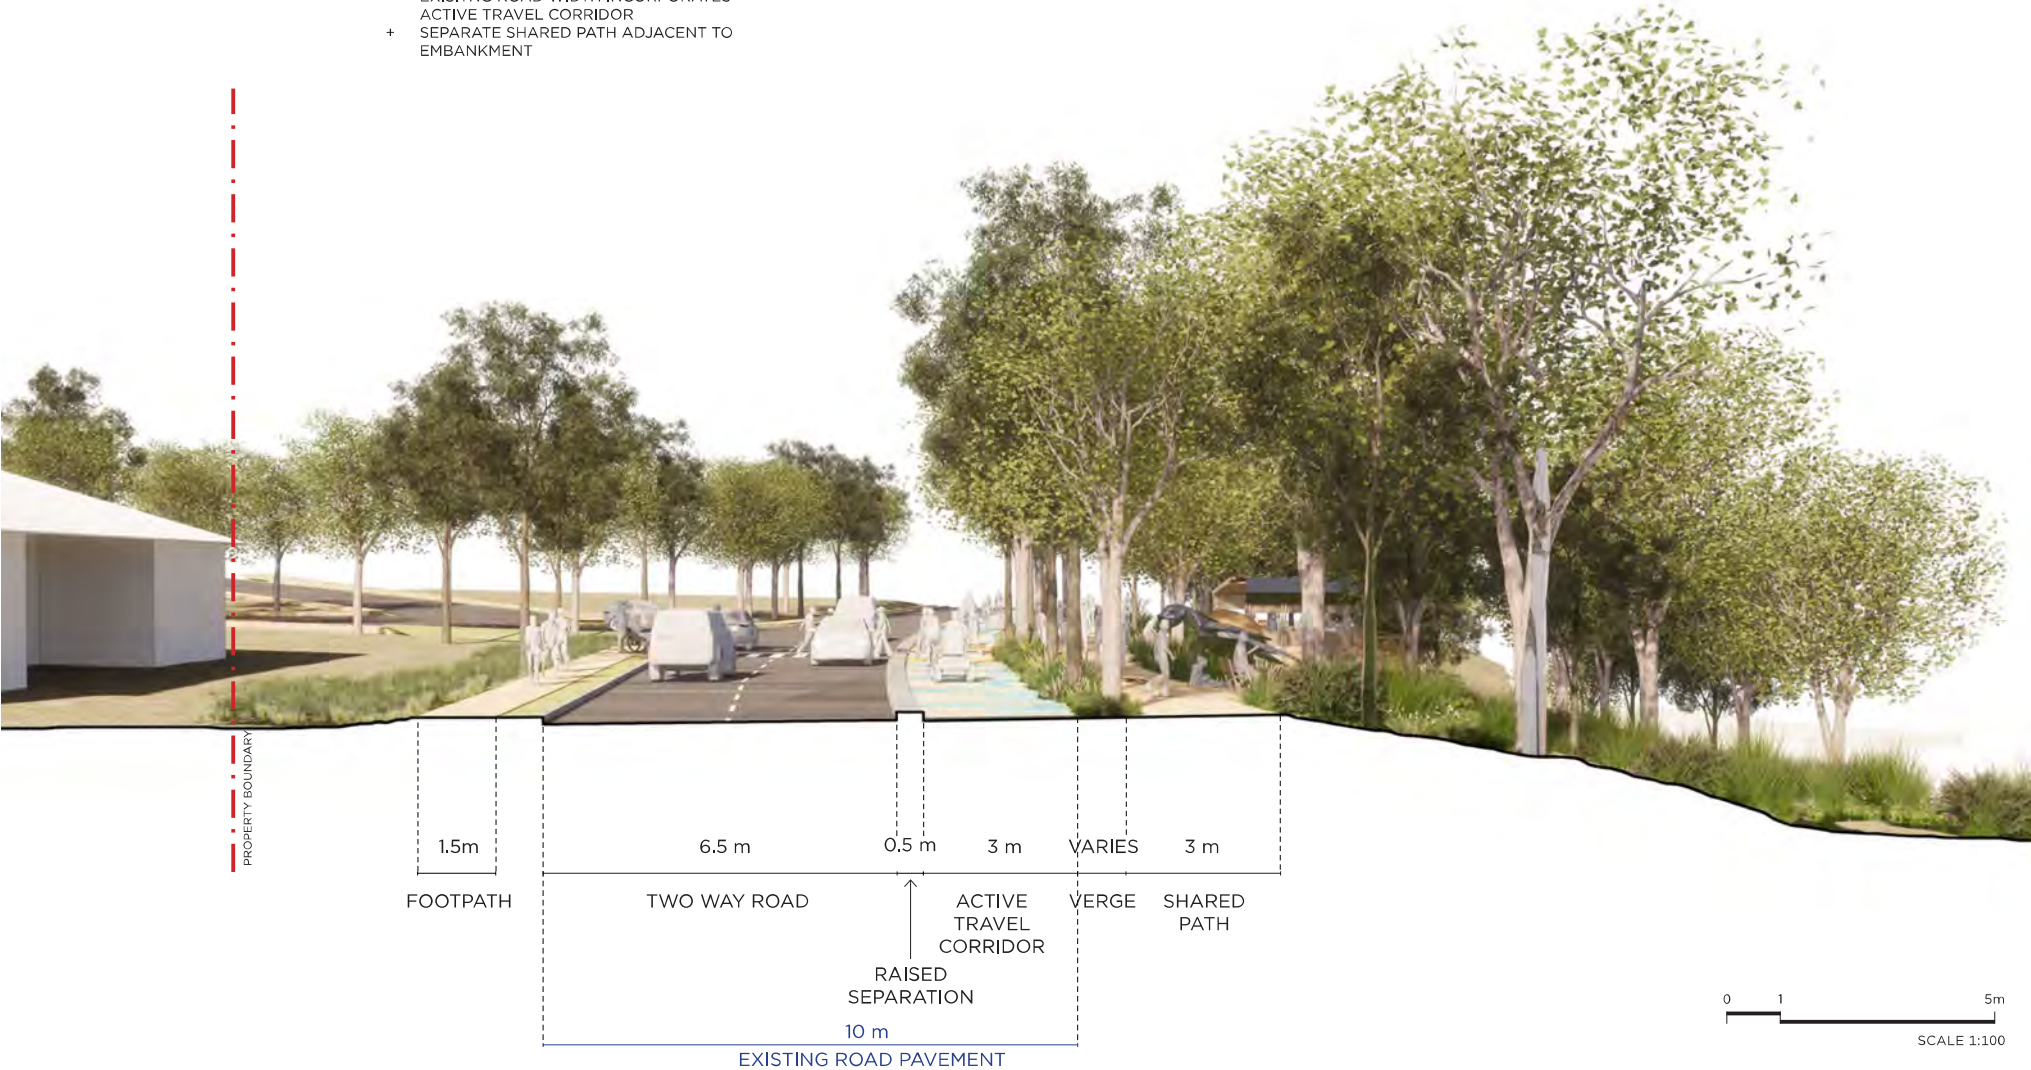 ACTIVE TRAVEL CORRIDOR
+ SEPARATE SHARED PATH ADJACENT TO
EMBANKMENT
PROPERTY BOUNDARY
1.5m
6.5 m
0.5 m
3 m
VARIES
3 m
FOOTPATH
TWO WAY ROAD
ACTIVE
TRAVEL
CORRIDOR
VERGE
SHARED
PATH
RAISED
SEPARATION
10 m
EXISTING ROAD PAVEMENT
0 1 5m
SCALE 1:100